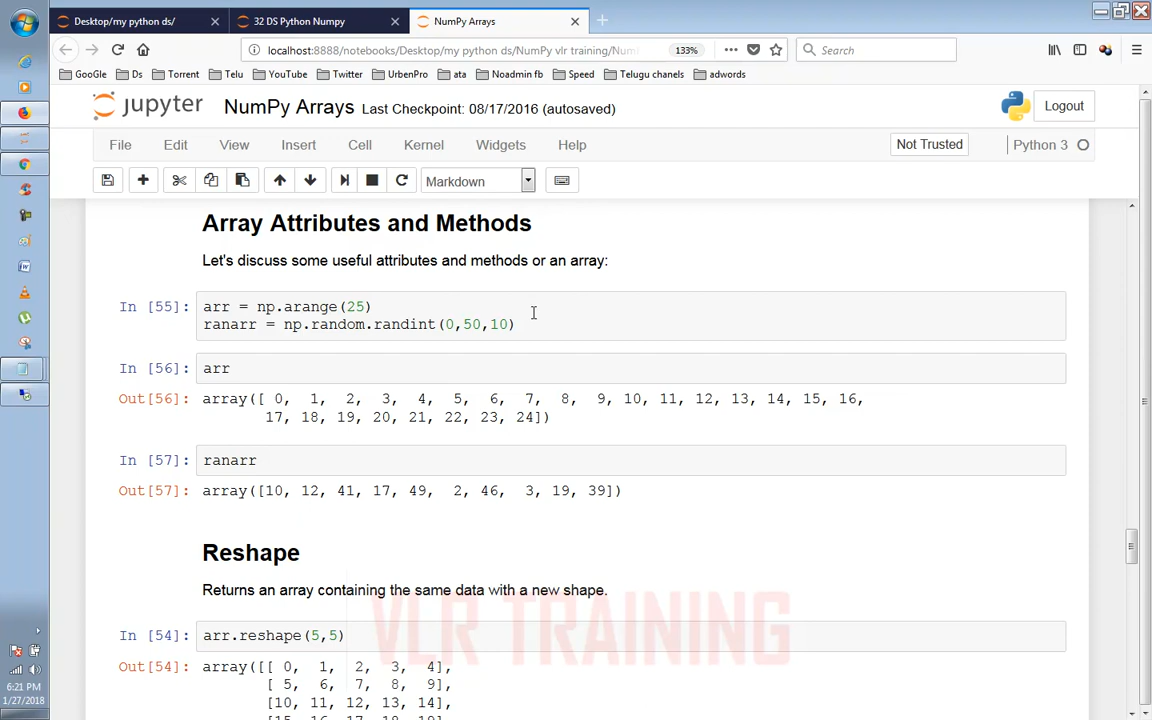 Desktop/my python ds/
32 DS Python Numpy
NumPy Arrays
localhost:8888/notebooks/Desktop/my python ds/NumPy vlr training/Num
133%
Search
GooGle
Ds
Torrent
Telu
YouTube
Twitter
UrbenPro
ata
Noadmin fb
Speed
Telugu chanels
adwords
jupyter
NumPy Arrays Last Checkpoint: 08/17/2016 (autosaved)
Logout
File Edit View Insert Cell Kernel Widgets Help
Not Trusted
Python 3
Markdown
Array Attributes and Methods
Let's discuss some useful attributes and methods or an array:
In [55]: arr = np.arange(25)
ranarr = np.random.randint(0,50,10)
In [56]: arr
Out[56]: array([ 0, 1, 2, 3, 4, 5, 6, 7, 8, 9, 10, 11, 12, 13, 14, 15, 16,
17, 18, 19, 20, 21, 22, 23, 24])
In [57]: ranarr
Out[57]: array([10, 12, 41, 17, 49, 2, 46, 3, 19, 39])
Reshape
Returns an array containing the same data with a new shape.
VLR TRAINING
In [54]: arr.reshape(5,5)
Out[54]: array([[ 0, 1, 2, 3, 4],
[ 5, 6, 7, 8, 9],
[10, 11, 12, 13, 14],
6:21 PM
1/27/2018